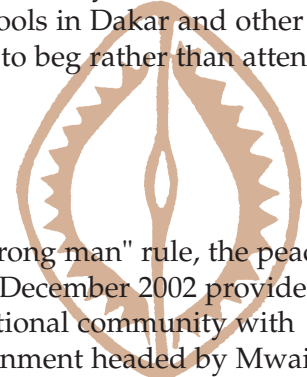 ools in Dakar and other
to beg rather than atten
rong man" rule, the peac
December 2002 provide
tional community with
nment headed by Mwai